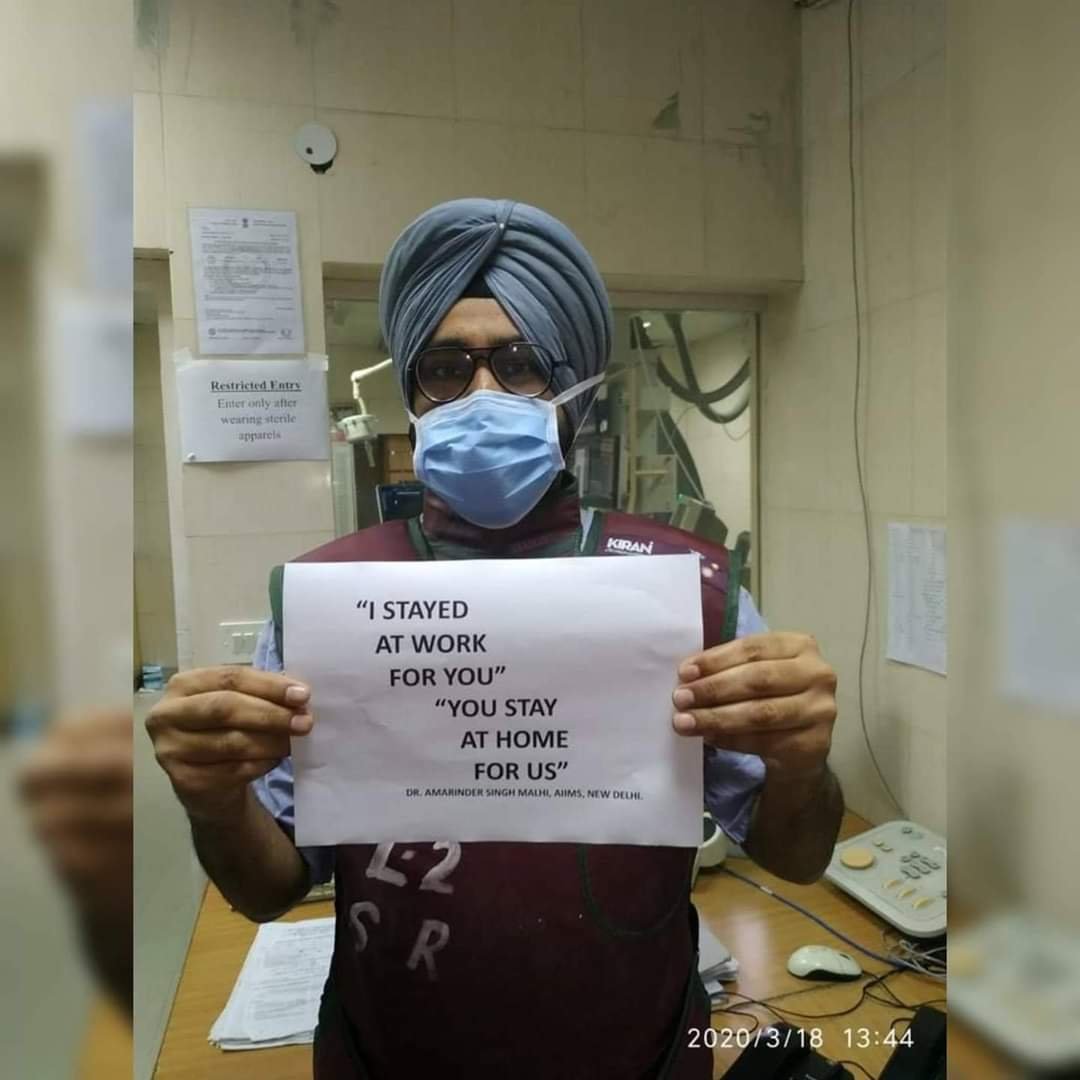 Restricted Entry
Enter only after
wearing sterile
apparels
KIRAN
“I STAYED
AT WORK
FOR YOU”
“YOU STAY
AT HOME
FOR US”
DR. AMARINDER SINGH MALHI, AIIMS, NEW DELHI.
L-2
S R
2020/3/18 13:44